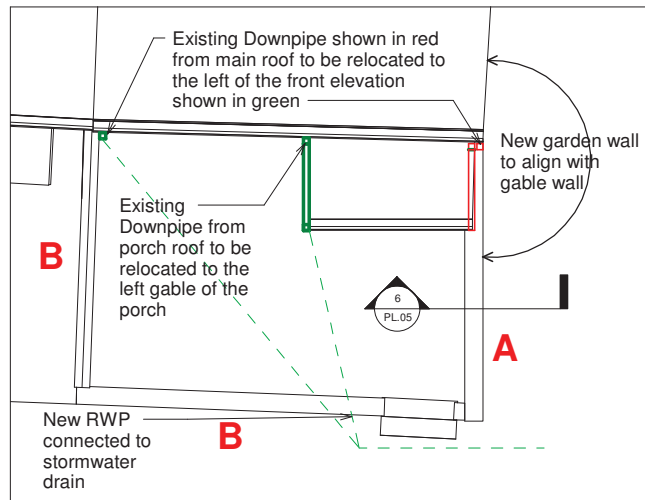 Existing Downpipe shown in red
from main roof to be relocated to
the left of the front elevation
shown in green
New garden wall
to align with
gable wall
Existing
Downpipe from
porch roof to be
relocated to the
left gable of the
porch
B
6
PL.05
A
New RWP
connected to
stormwater
drain
B